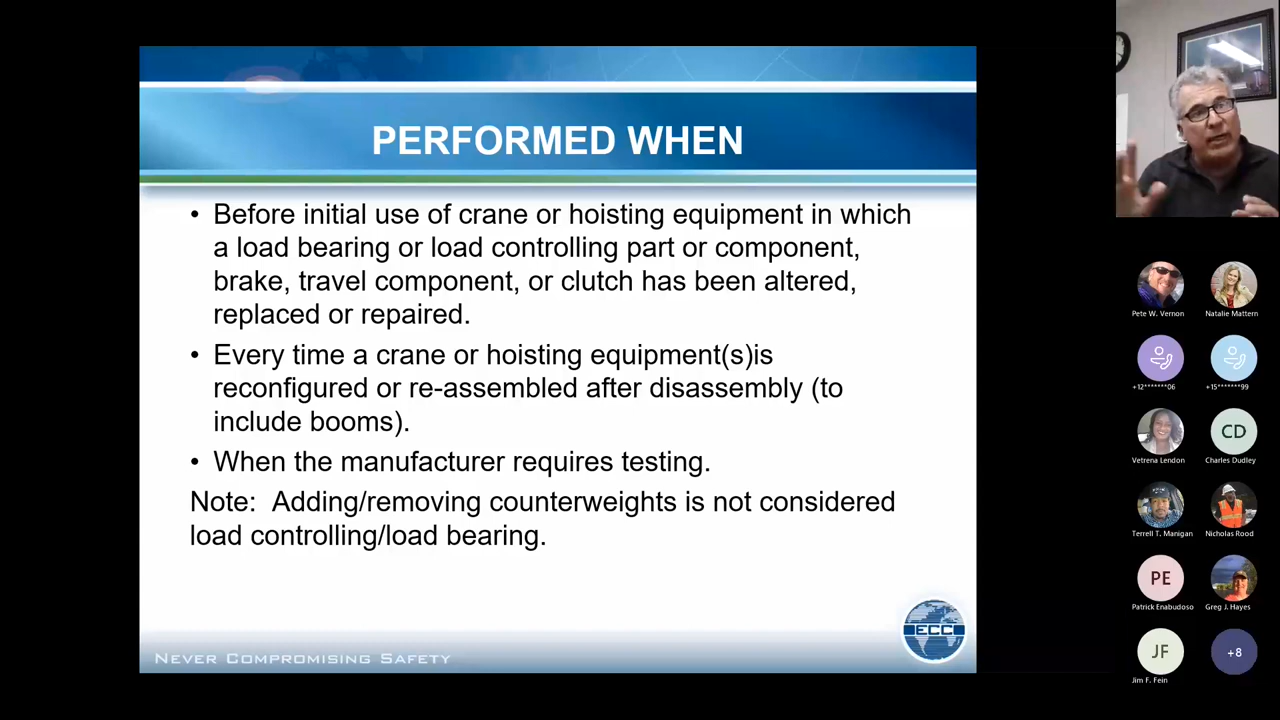 PERFORMED WHEN
• Before initial use of crane or hoisting equipment in which
a load bearing or load controlling part or component,
brake, travel component, or clutch has been altered,
replaced or repaired.
• Every time a crane or hoisting equipment(s)is
reconfigured or re-assembled after disassembly (to
include booms).
• When the manufacturer requires testing.
Note: Adding/removing counterweights is not considered
load controlling/load bearing.
ECC
NEVER COMPROMISING SAFETY
Pete W. Vernon
Natalie Mattern
+12*******06
+15*******99
Vetrena Lendon
CD
Charles Dudley
Terrell T. Manigan
Nicholas Rood
PE
Patrick Enabudoso
Greg J. Hayes
JF
Jim F. Fein
+8